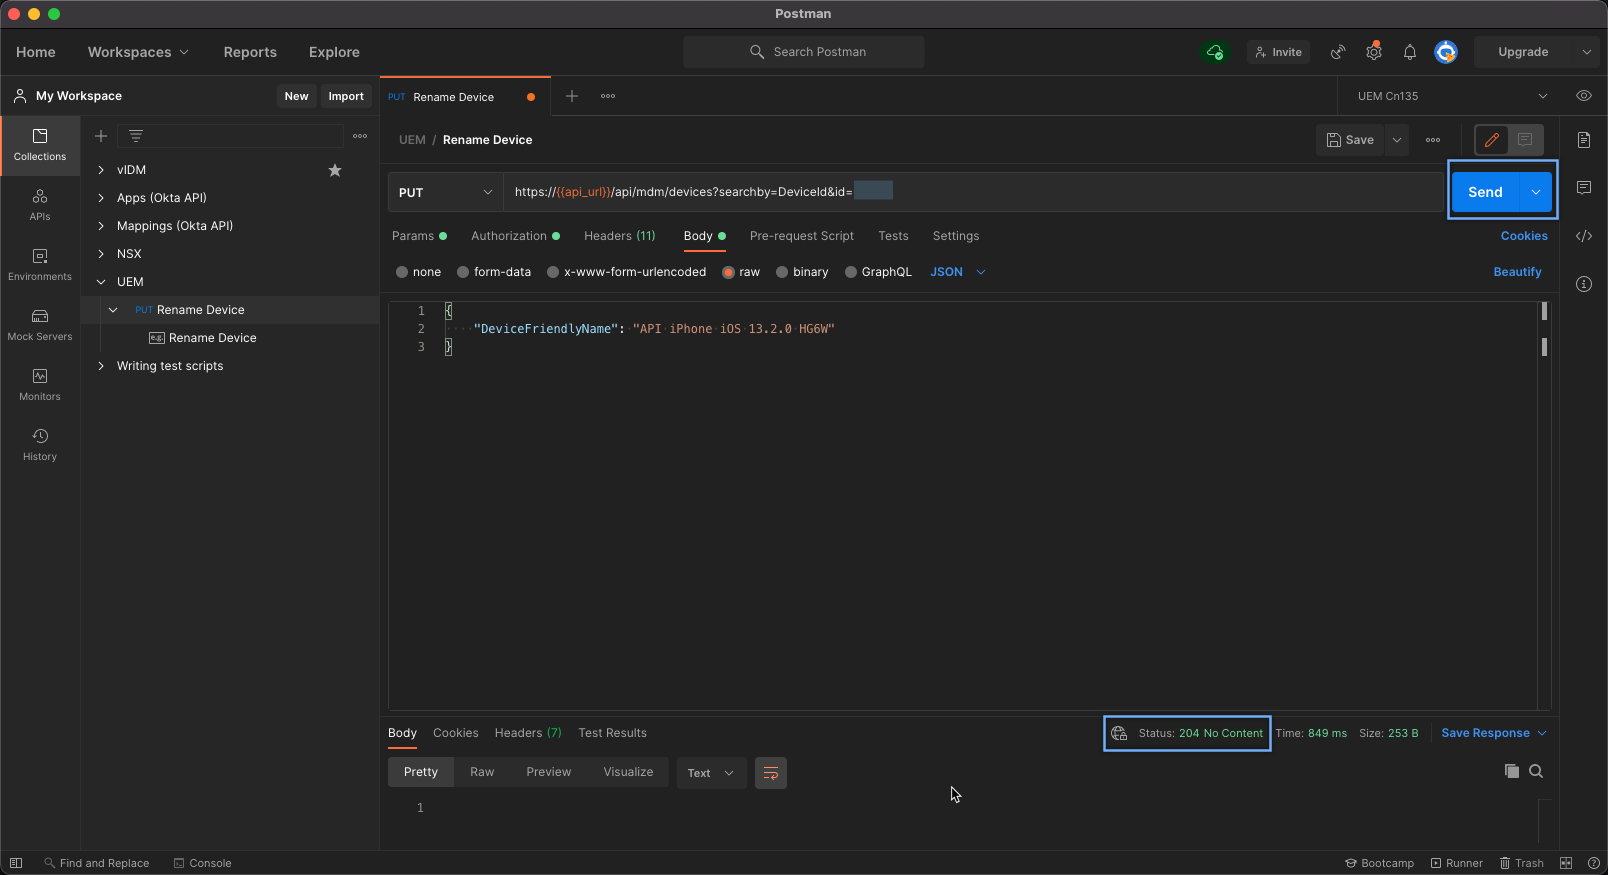 Postman
Home Workspaces Reports Explore Search Postman Invite Upgrade
My Workspace New Import PUT Rename Device UEM Cn135
UEM / Rename Device Save
Collections
APIs
Environments
Mock Servers
Monitors
History
vIDM
Apps (Okta API)
Mappings (Okta API)
NSX
UEM
PUT Rename Device
e.g. Rename Device
Writing test scripts
PUT https://{{api_url}}/api/mdm/devices?searchby=DeviceId&id= Send
Params Authorization Headers (11) Body Pre-request Script Tests Settings Cookies
none form-data x-www-form-urlencoded raw binary GraphQL JSON Beautify
1 {
2 ····"DeviceFriendlyName":·"API·iPhone·iOS·13.2.0·HG6W"
3 }
Body Cookies Headers (7) Test Results Status: 204 No Content Time: 849 ms Size: 253 B Save Response
Pretty Raw Preview Visualize Text
1
Find and Replace Console Bootcamp Runner Trash